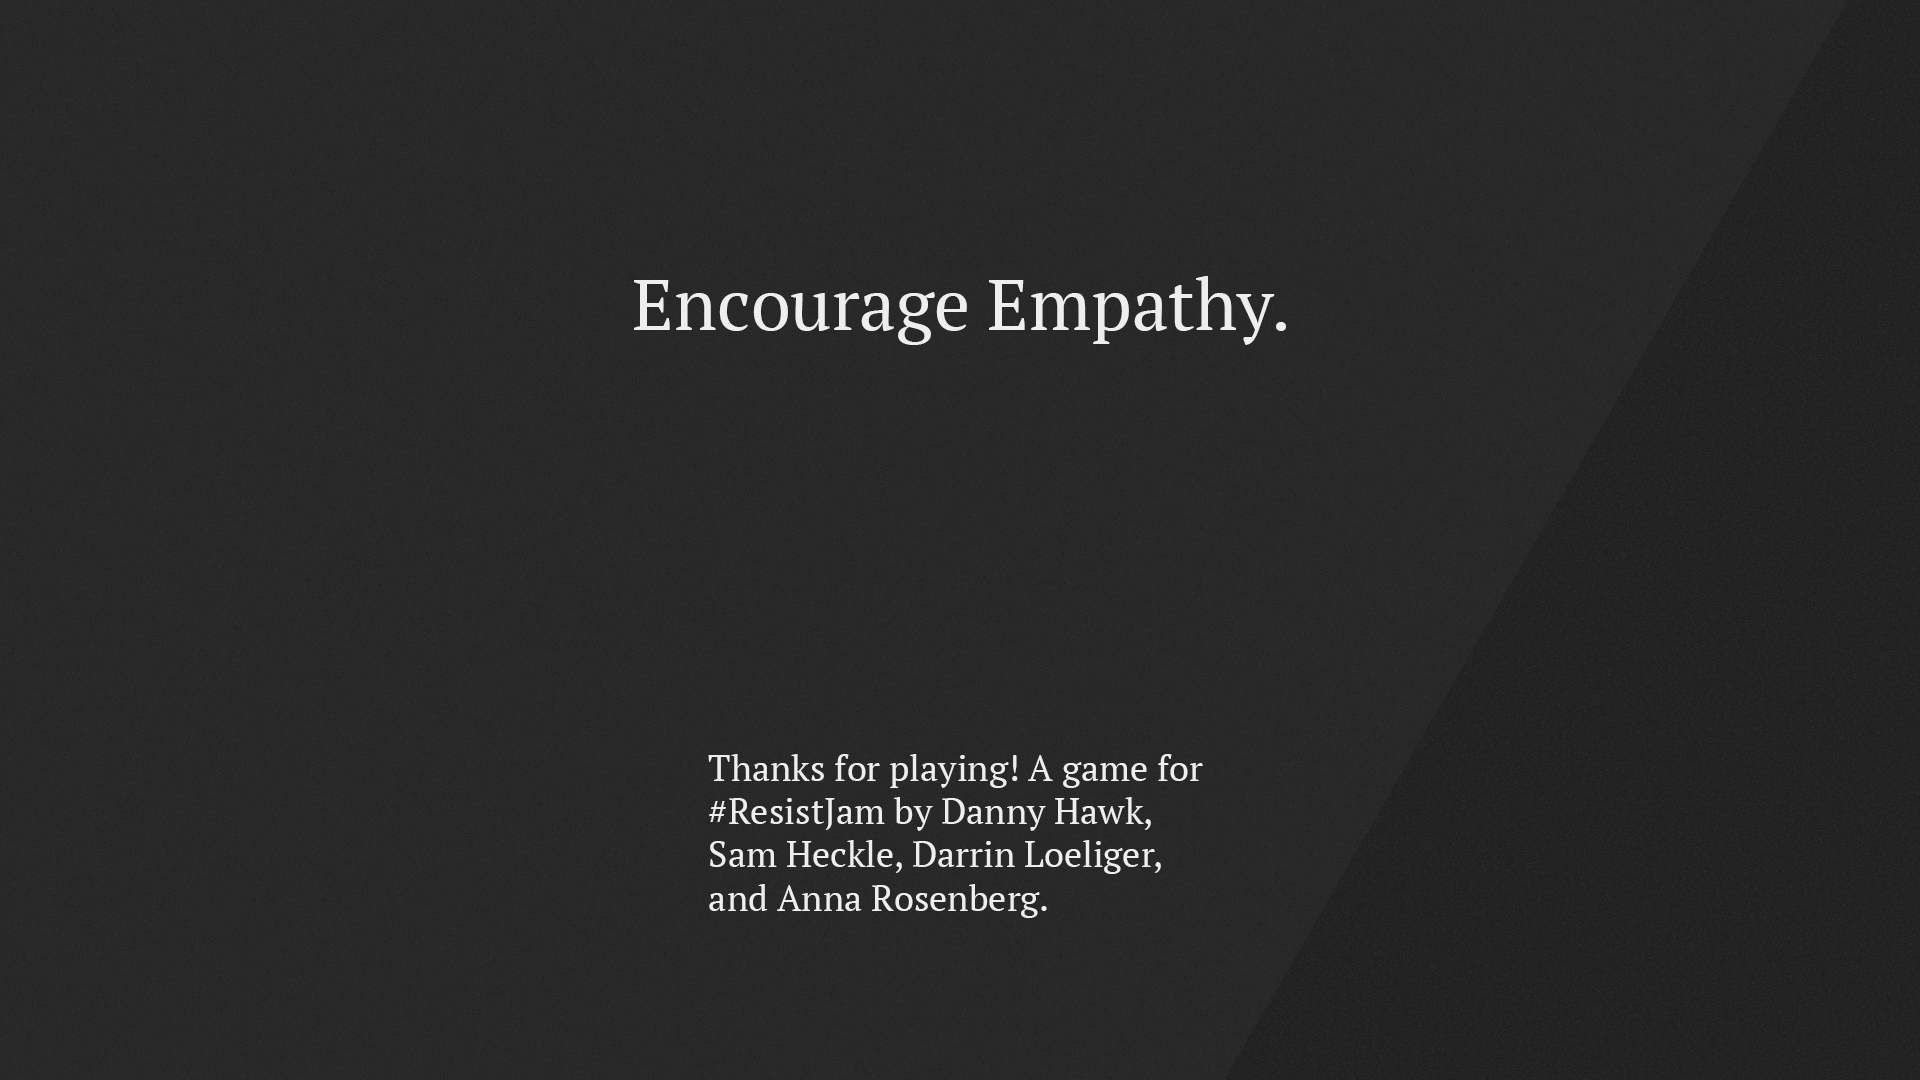 Encourage Empathy.
Thanks for playing! A game for
#ResistJam by Danny Hawk,
Sam Heckle, Darrin Loeliger,
and Anna Rosenberg.